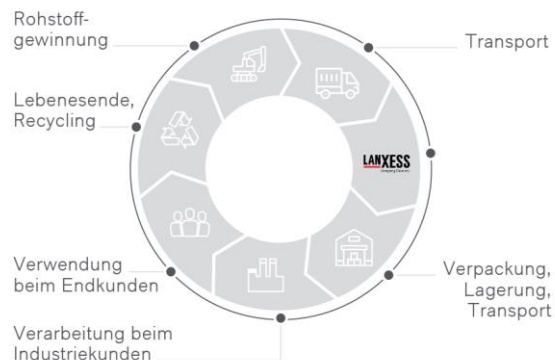 Rohstoff-
gewinnung
Transport
Lebenesende,
Recycling
LANXESS
Verwendung
beim Endkunden
Verpackung,
Lagerung,
Transport
Verarbeitung beim
Industriekunden